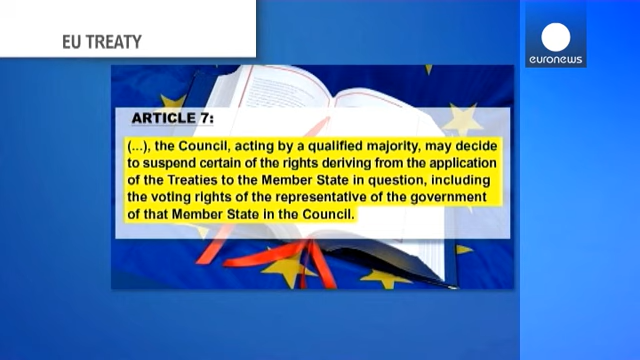 EU TREATY
euronews
ARTICLE 7:
(...), the Council, acting by a qualified majority, may decide
to suspend certain of the rights deriving from the application
of the Treaties to the Member State in question, including
the voting rights of the representative of the government
of that Member State in the Council.